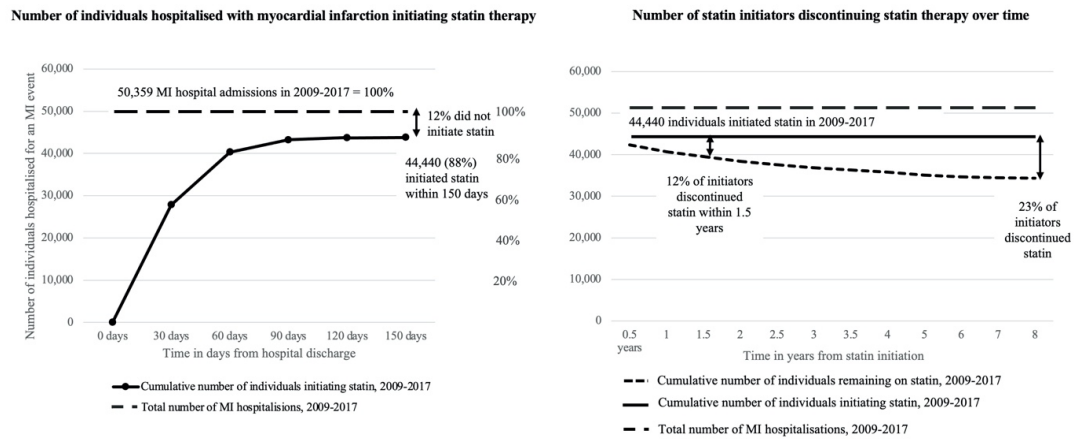 Number of individuals hospitalised with myocardial infarction initiating statin therapy
Number of individuals hospitalised for an MI event
60,000
50,000
40,000
30,000
20,000
10,000
0
50,359 MI hospital admissions in 2009-2017 = 100%
12% did not
initiate statin
44,440 (88%)
initiated statin
within 150 days
100%
80%
60%
40%
20%
0 days
30 days
60 days
90 days
120 days
150 days
Time in days from hospital discharge
Cumulative number of individuals initiating statin, 2009-2017
Total number of MI hospitalisions, 2009-2017
Number of statin initiators discontinuing statin therapy over time
60,000
50,000
40,000
30,000
20,000
10,000
0
44,440 individuals initiated statin in 2009-2017
12% of initiators
discontinued
statin within 1.5
years
23% of
initiators
discontinued
statin
0.5
years
1
1.5
2
2.5
3
3.5
4
5
6
7
8
Time in years from statin initiation
Cumulative number of individuals remaining on statin, 2009-2017
Cumulative number of individuals initiating statin, 2009-2017
Total number of MI hospitalisations, 2009-2017